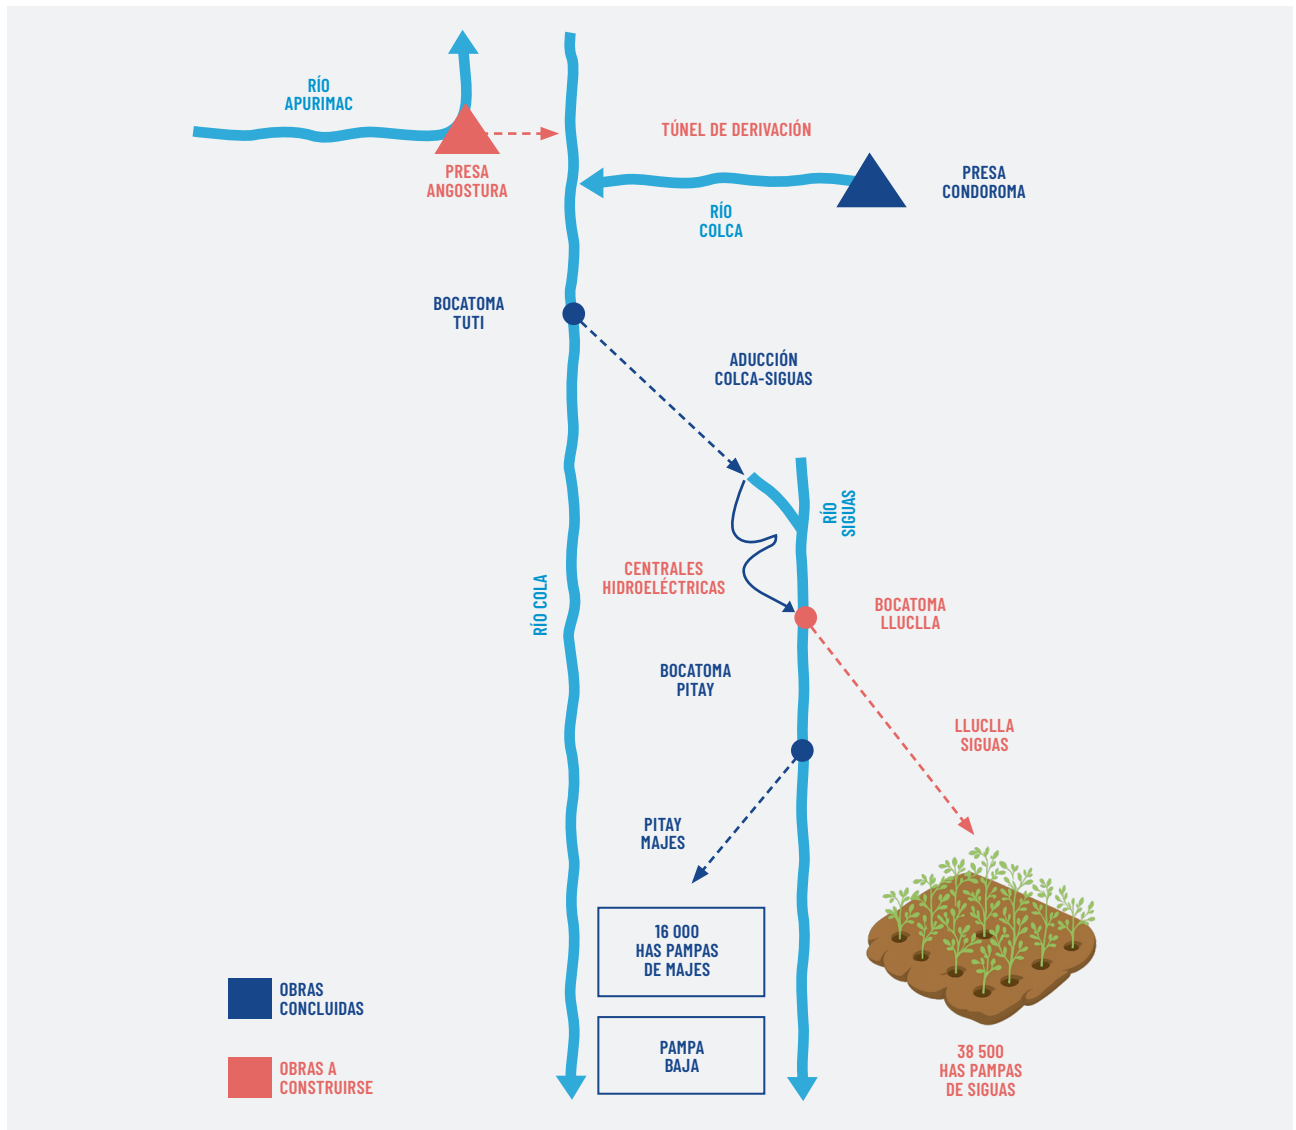 RÍO
APURIMAC
TÚNEL DE DERIVACIÓN
PRESA
ANGOSTURA
PRESA
CONDOROMA
RÍO
COLCA
BOCATOMA
TUTI
ADUCCIÓN
COLCA-SIGUAS
RÍO
SIGUAS
CENTRALES
HIDROELÉCTRICAS
RÍO COLA
BOCATOMA
LLUCLLA
BOCATOMA
PITAY
LLUCLLA
SIGUAS
PITAY
MAJES
16 000
HAS PAMPAS
DE MAJES
OBRAS
CONCLUIDAS
PAMPA
BAJA
38 500
HAS PAMPAS
DE SIGUAS
OBRAS A
CONSTRUIRSE